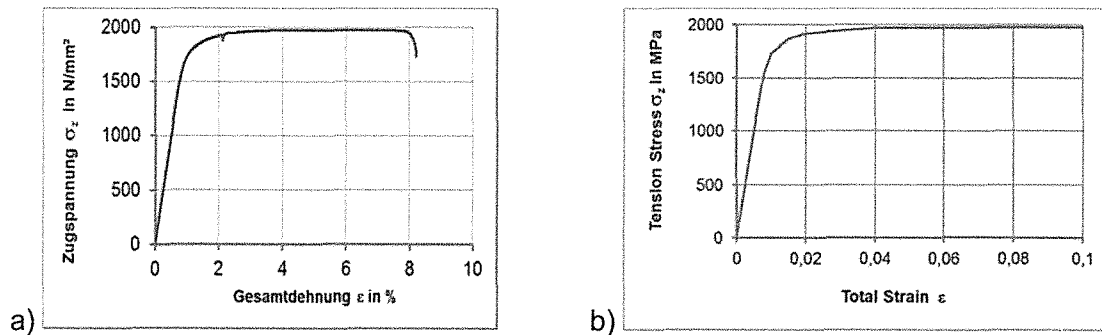 Zugspannung σz in N/mm²
2000
1500
1000
500
0
0 2 4 6 8 10
Gesamtdehnung ε in %
a)
Tension Stress σz in MPa
2000
1500
1000
500
0
0 0,02 0,04 0,06 0,08 0,1
Total Strain ε
b)